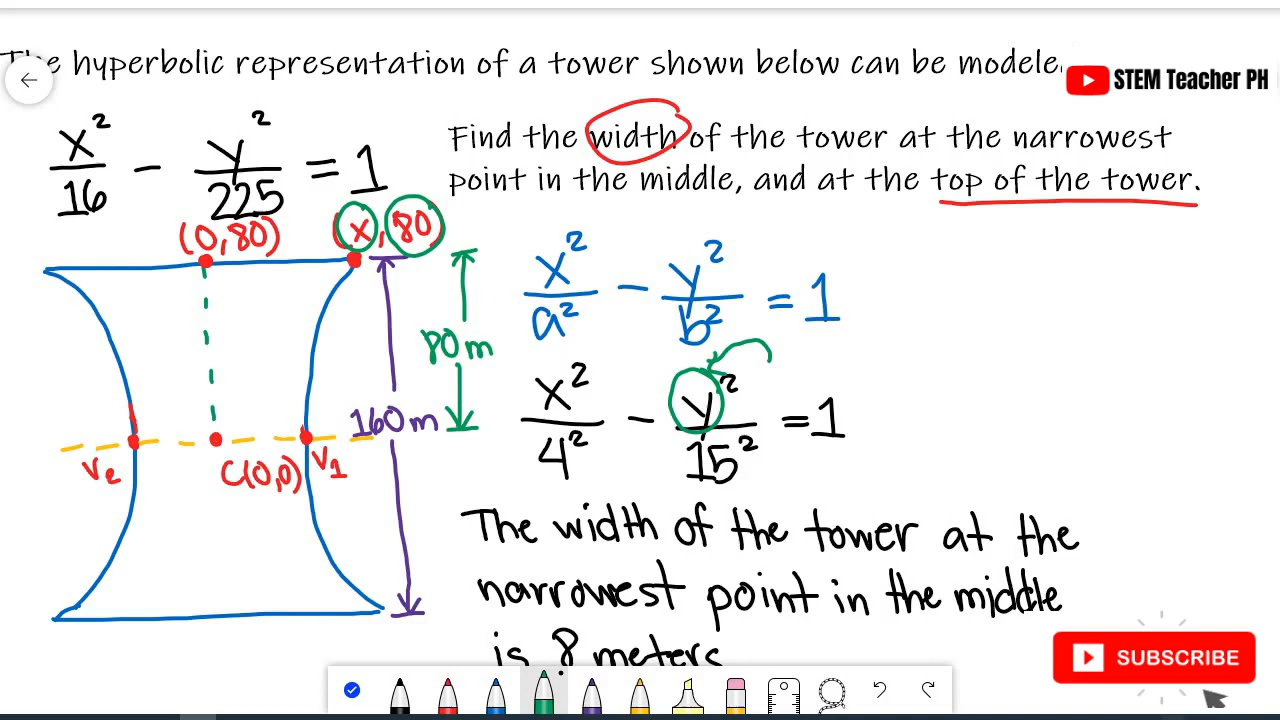 The hyperbolic representation of a tower shown below can be modele
STEM Teacher PH
x² / 16 − y² / 225 = 1
Find the width of the tower at the narrowest
point in the middle, and at the top of the tower.
(0,80) (x, 80)
x² / a² − y² / b² = 1
80m
x² / 4² − y² / 15² = 1
160m
V2 C(0,0) V1
The width of the tower at the
narrowest point in the middle
is 8 meters
SUBSCRIBE